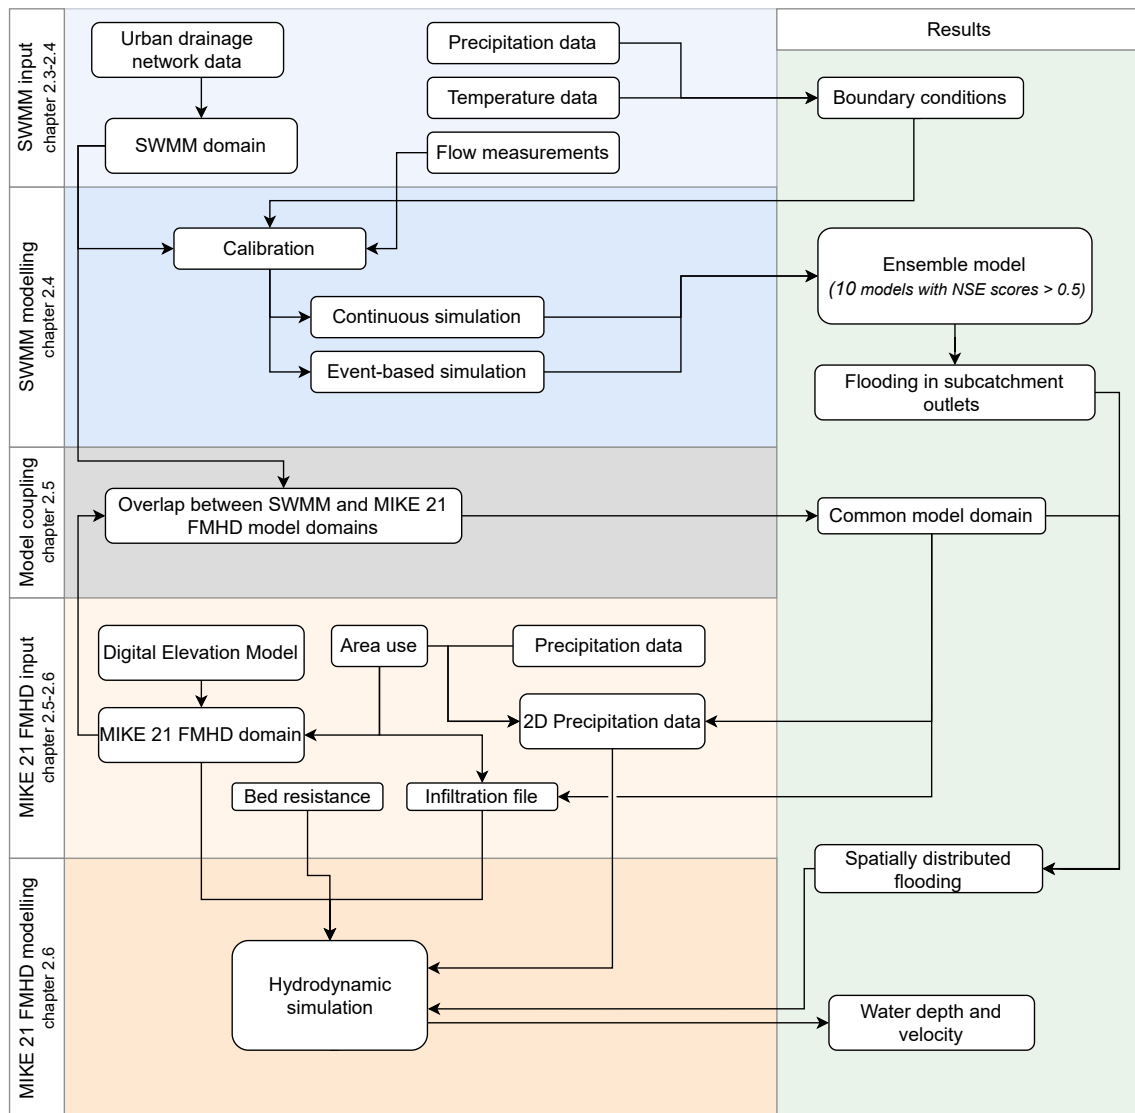 SWMM input
chapter 2.3-2.4
Urban drainage
network data
SWMM domain
Precipitation data
Temperature data
Flow measurements
Results
Boundary conditions
SWMM modelling
chapter 2.4
Calibration
Continuous simulation
Event-based simulation
Ensemble model
(10 models with NSE scores > 0.5)
Flooding in subcatchment
outlets
Model coupling
chapter 2.5
Overlap between SWMM and MIKE 21
FMHD model domains
Common model domain
MIKE 21 FMHD input
chapter 2.5-2.6
Digital Elevation Model
Area use
Precipitation data
MIKE 21 FMHD domain
2D Precipitation data
Bed resistance
Infiltration file
MIKE 21 FMHD modelling
chapter 2.6
Spatially distributed
flooding
Hydrodynamic
simulation
Water depth and
velocity